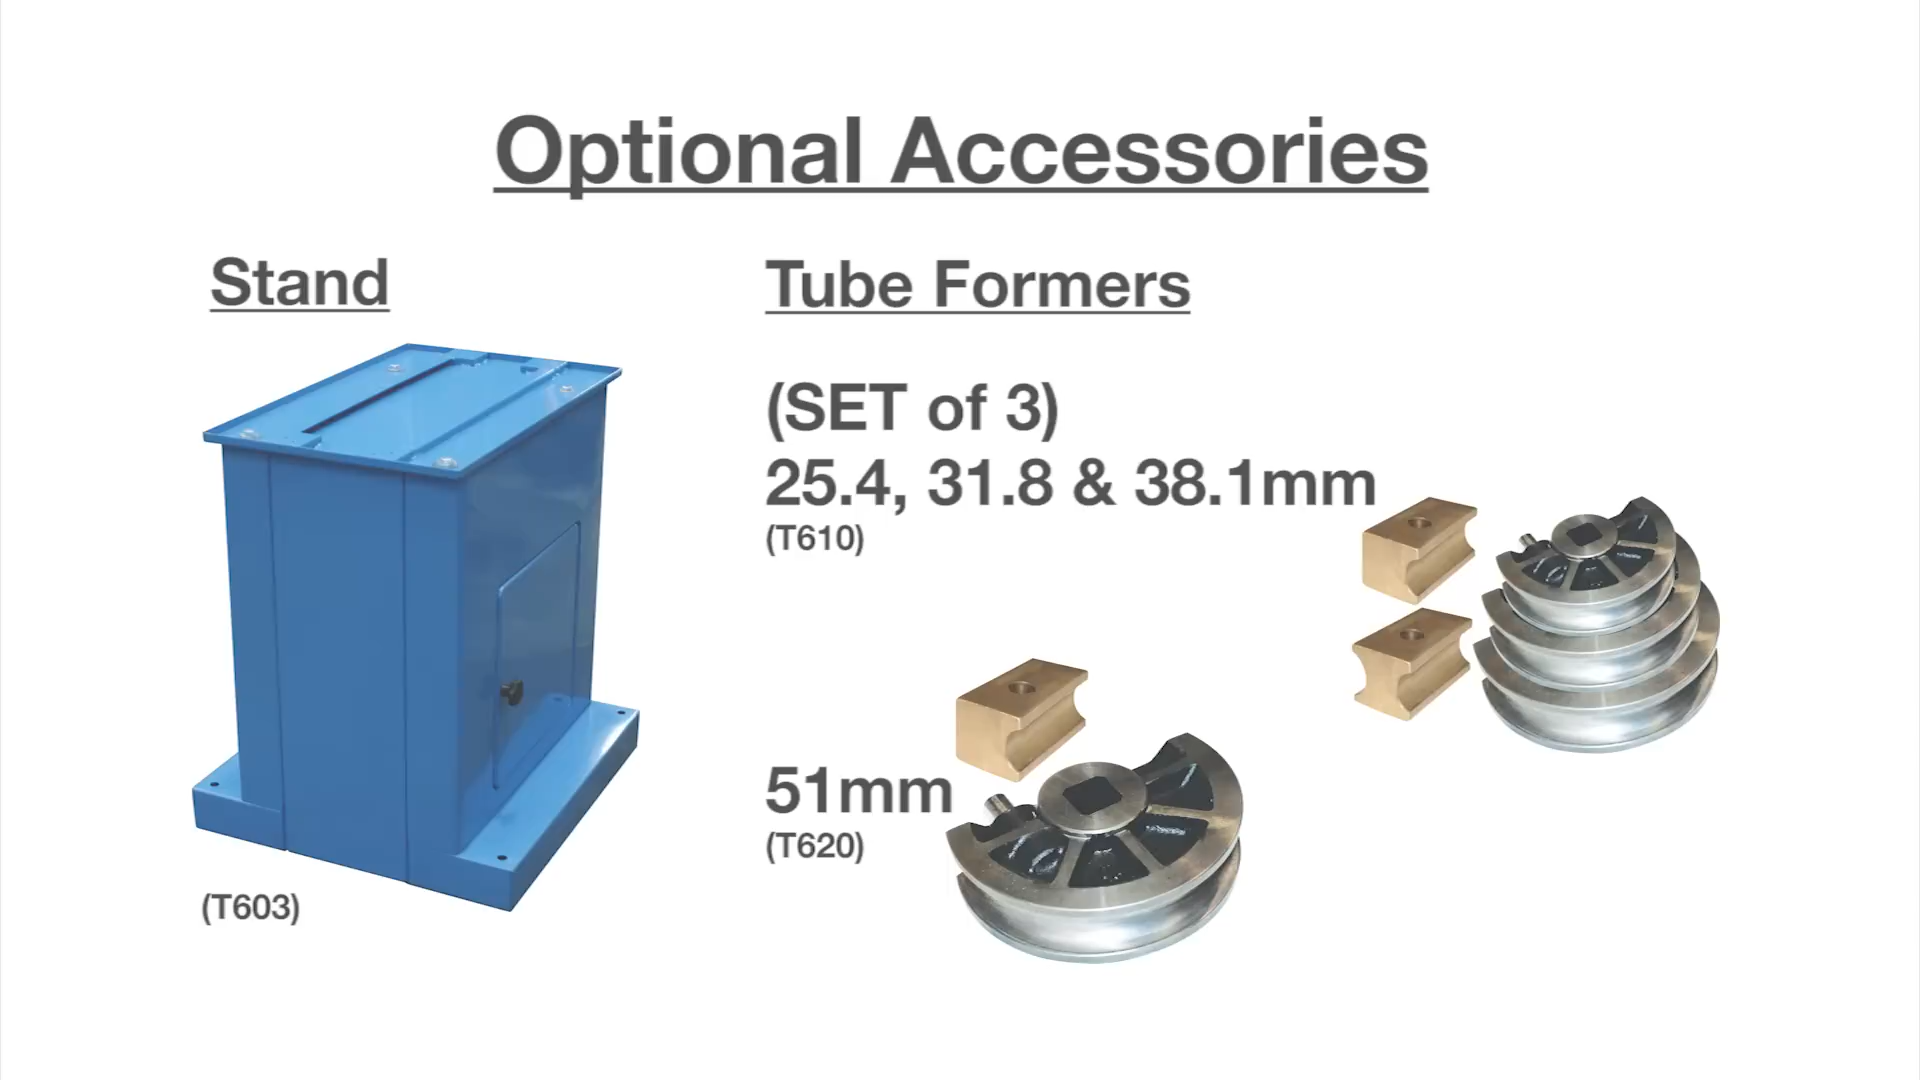 Optional Accessories
Stand
(T603)
Tube Formers
(SET of 3)
25.4, 31.8 & 38.1mm
(T610)
51mm
(T620)